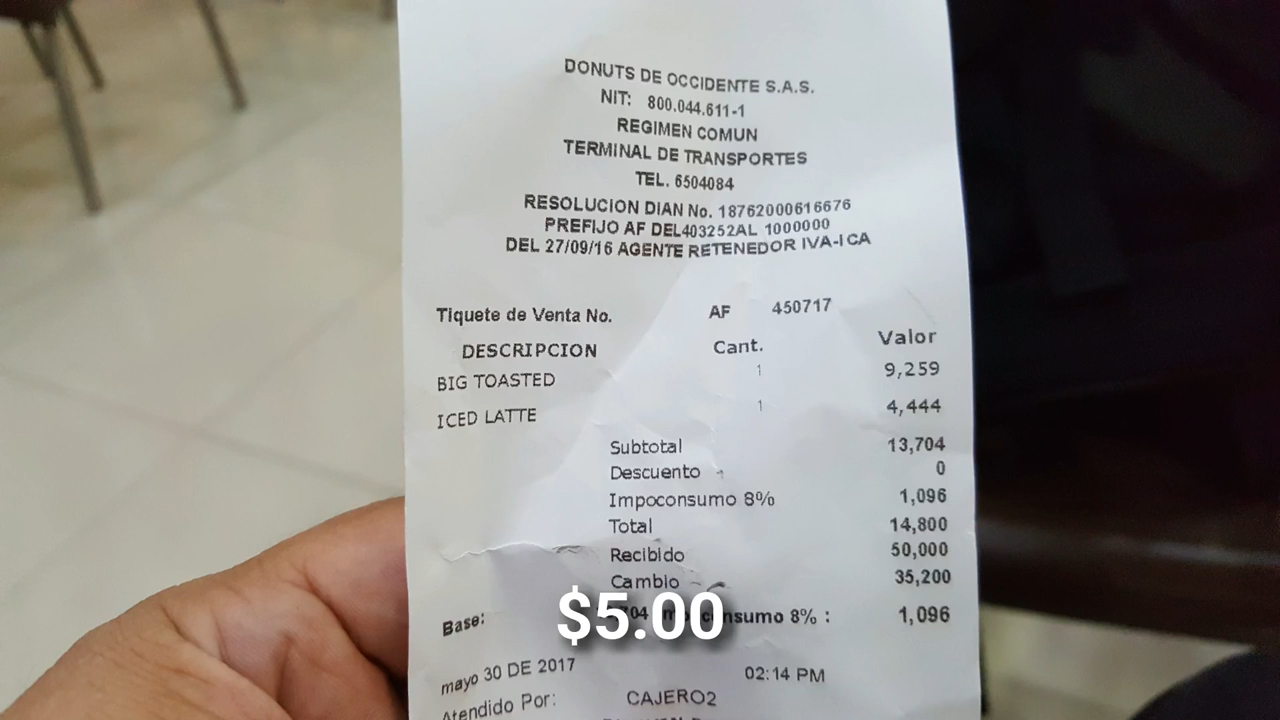 DONUTS DE OCCIDENTE S.A.S.
NIT: 800.044.611-1
REGIMEN COMUN
TERMINAL DE TRANSPORTES
TEL. 6504084
RESOLUCION DIAN No. 18762000616676
PREFIJO AF DEL403252AL 1000000
DEL 27/09/16 AGENTE RETENEDOR IVA-ICA
Tiquete de Venta No. AF 450717
DESCRIPCION Cant. Valor
BIG TOASTED 1 9,259
ICED LATTE 1 4,444
Subtotal 13,704
Descuento 0
Impoconsumo 8% 1,096
Total 14,800
Recibido 50,000
Cambio 35,200
Base: 8% : 1,096
$5.00
mayo 30 DE 2017 02:14 PM
Atendido Por: CAJERO2